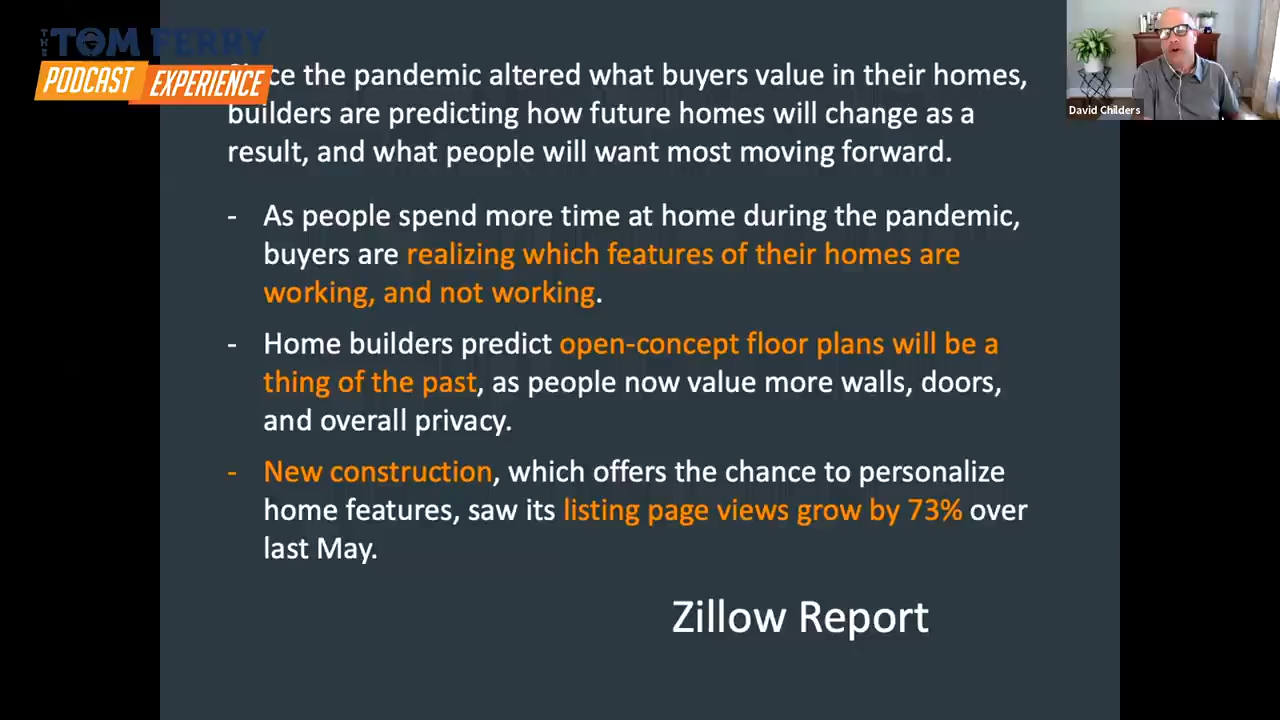 THE TOM FERRY
PODCAST EXPERIENCE
Since the pandemic altered what buyers value in their homes,
builders are predicting how future homes will change as a
result, and what people will want most moving forward.
- As people spend more time at home during the pandemic,
buyers are realizing which features of their homes are
working, and not working.
- Home builders predict open-concept floor plans will be a
thing of the past, as people now value more walls, doors,
and overall privacy.
- New construction, which offers the chance to personalize
home features, saw its listing page views grow by 73% over
last May.
Zillow Report
David Childers